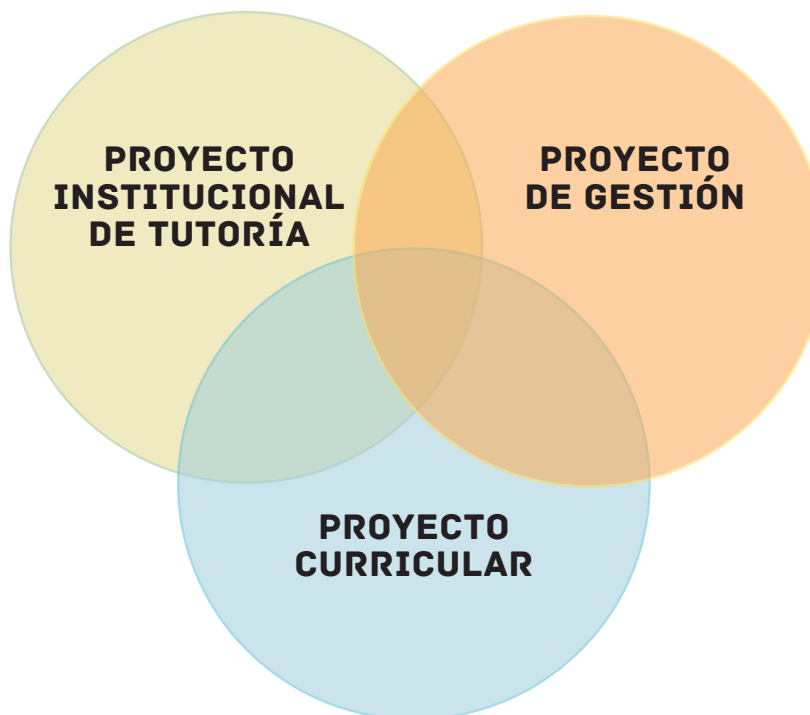 PROYECTO
INSTITUCIONAL
DE TUTORÍA
PROYECTO
DE GESTIÓN
PROYECTO
CURRICULAR